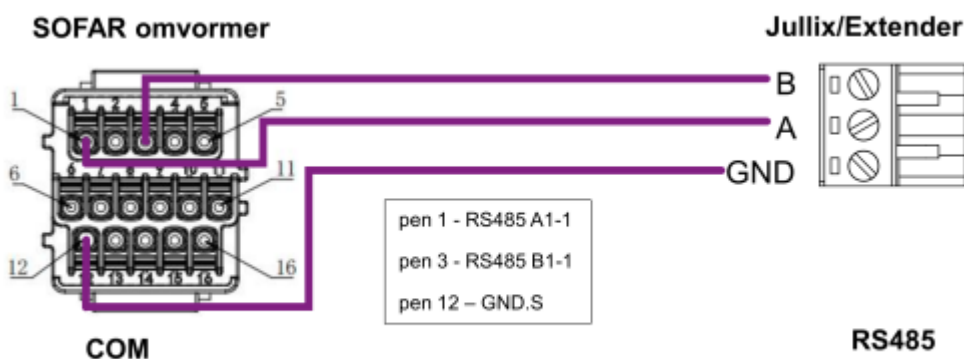 SOFAR omvormer
Jullix/Extender
1 2 4 5
1
5
B
A
GND
6 7 8 9 10 11
6
11
12
16
12 13 14 15 16
pen 1 - RS485 A1-1
pen 3 - RS485 B1-1
pen 12 – GND.S
COM
RS485